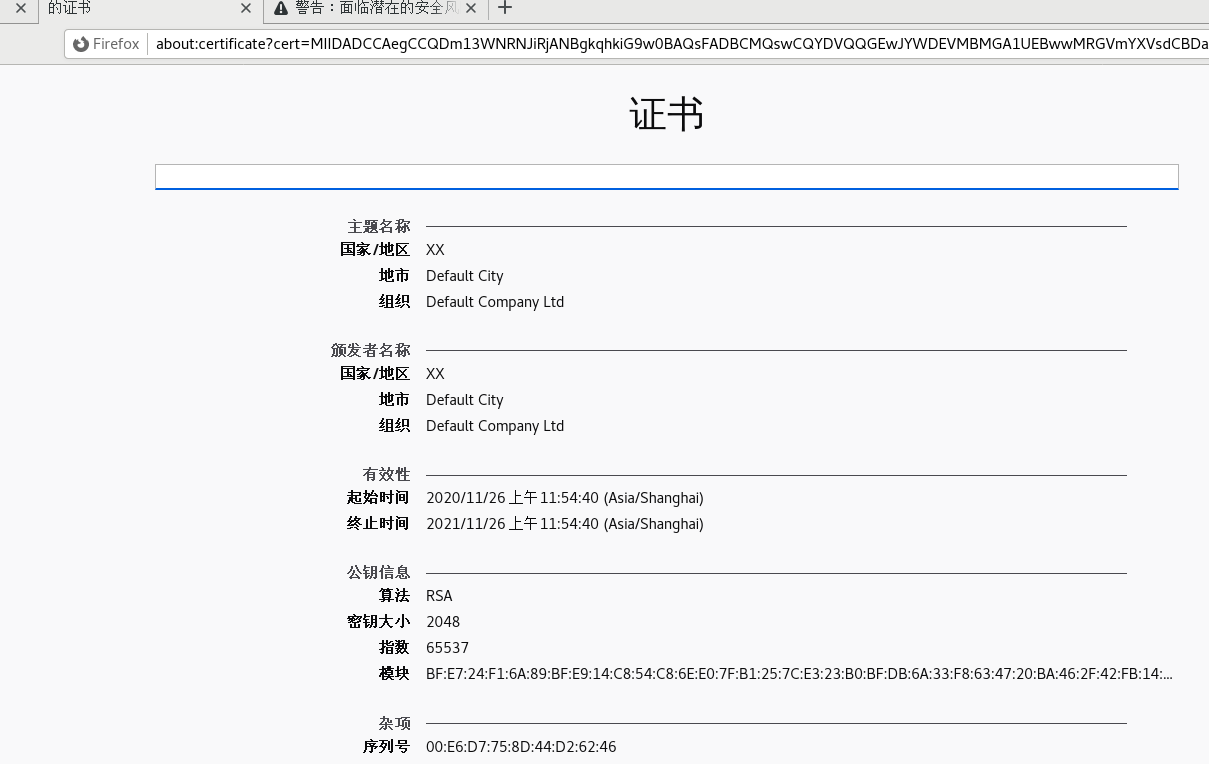 的证书
警告：面临潜在的安全风
Firefox about:certificate?cert=MIIDADCCAegCCQDm13WNRNJiRjANBgkqhkiG9w0BAQsFADBCMQswCQYDVQQGEwJYWDEVMBMGA1UEBwwMRGVmYXVsdCBDa
证书
主题名称
国家/地区 XX
地市 Default City
组织 Default Company Ltd
颁发者名称
国家/地区 XX
地市 Default City
组织 Default Company Ltd
有效性
起始时间 2020/11/26 上午11:54:40 (Asia/Shanghai)
终止时间 2021/11/26 上午11:54:40 (Asia/Shanghai)
公钥信息
算法 RSA
密钥大小 2048
指数 65537
模块 BF:E7:24:F1:6A:89:BF:E9:14:C8:54:C8:6E:E0:7F:B1:25:7C:E3:23:B0:BF:DB:6A:33:F8:63:47:20:BA:46:2F:42:FB:14:...
杂项
序列号 00:E6:D7:75:8D:44:D2:62:46